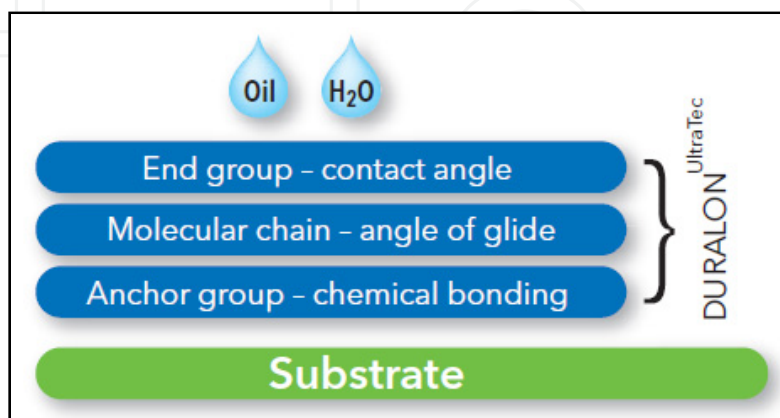 Oil H₂O
End group – contact angle
Molecular chain – angle of glide
Anchor group – chemical bonding
Substrate
UltraTec
DURALON